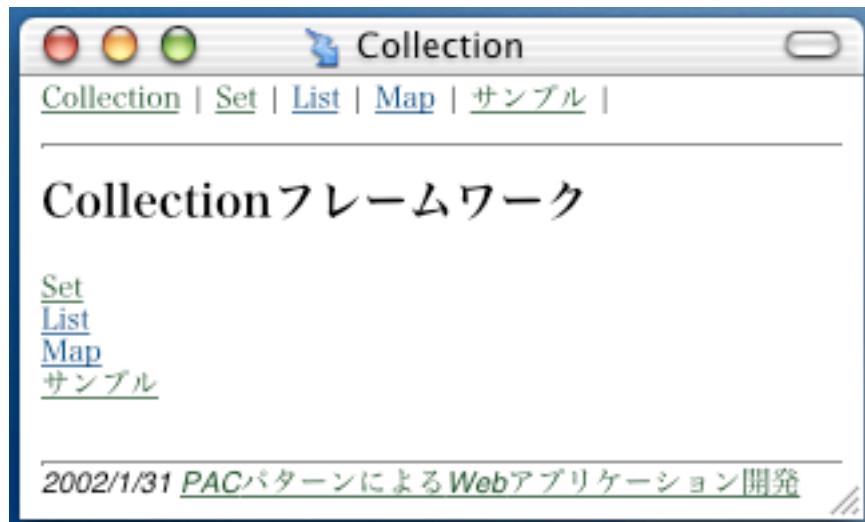 Collection
Collection | Set | List | Map | サンプル |
Collectionフレームワーク
Set
List
Map
サンプル
2002/1/31 PACパターンによるWebアプリケーション開発